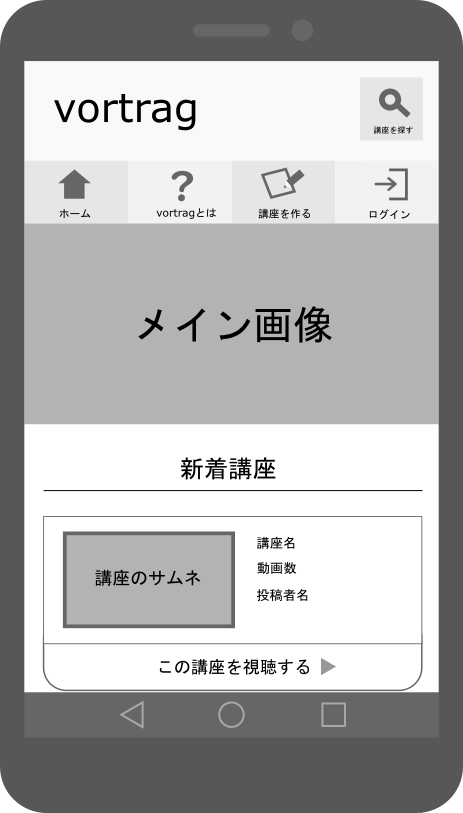 vortrag
講座を探す
ホーム
vortragとは
講座を作る
ログイン
メイン画像
新着講座
講座のサムネ
講座名
動画数
投稿者名
この講座を視聴する